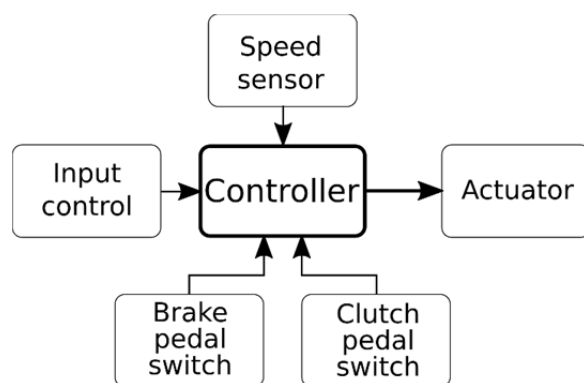 Speed
sensor
Input
control
Controller
Actuator
Brake
pedal
switch
Clutch
pedal
switch